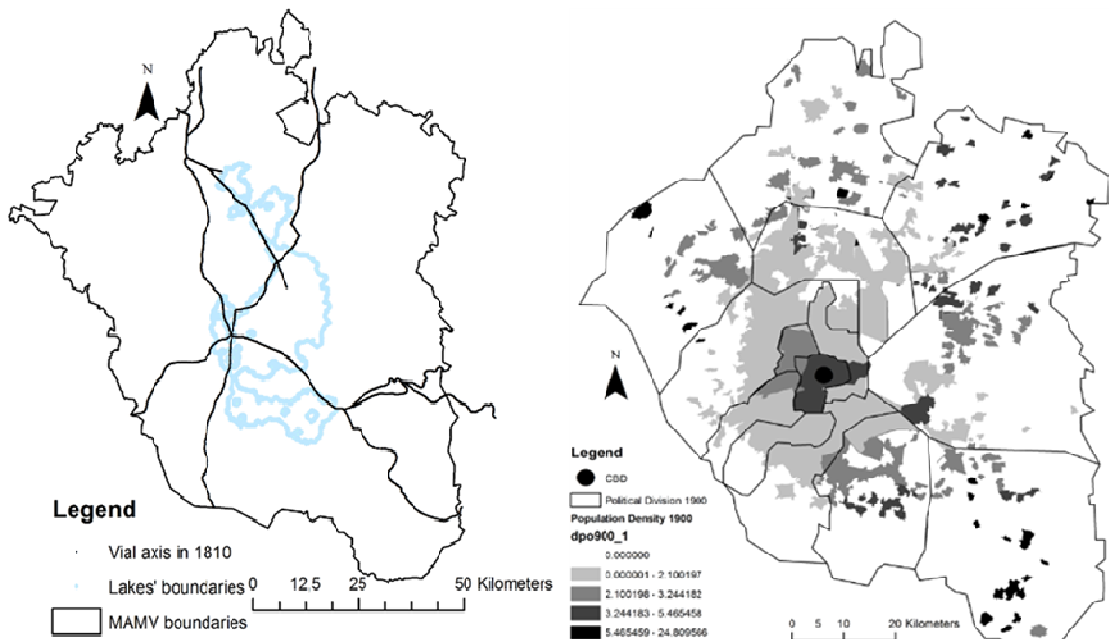 N
Legend
Vial axis in 1810
Lakes' boundaries
MAMV boundaries
0 12.5 25 50 Kilometers
N
Legend
CBD
Political Division 1900
Population Density 1900
dpo900_1
0.000000
0.000001 - 2.100197
2.100198 - 3.244182
3.244183 - 5.465458
5.465459 - 24.809566
0 5 10 20 Kilometers